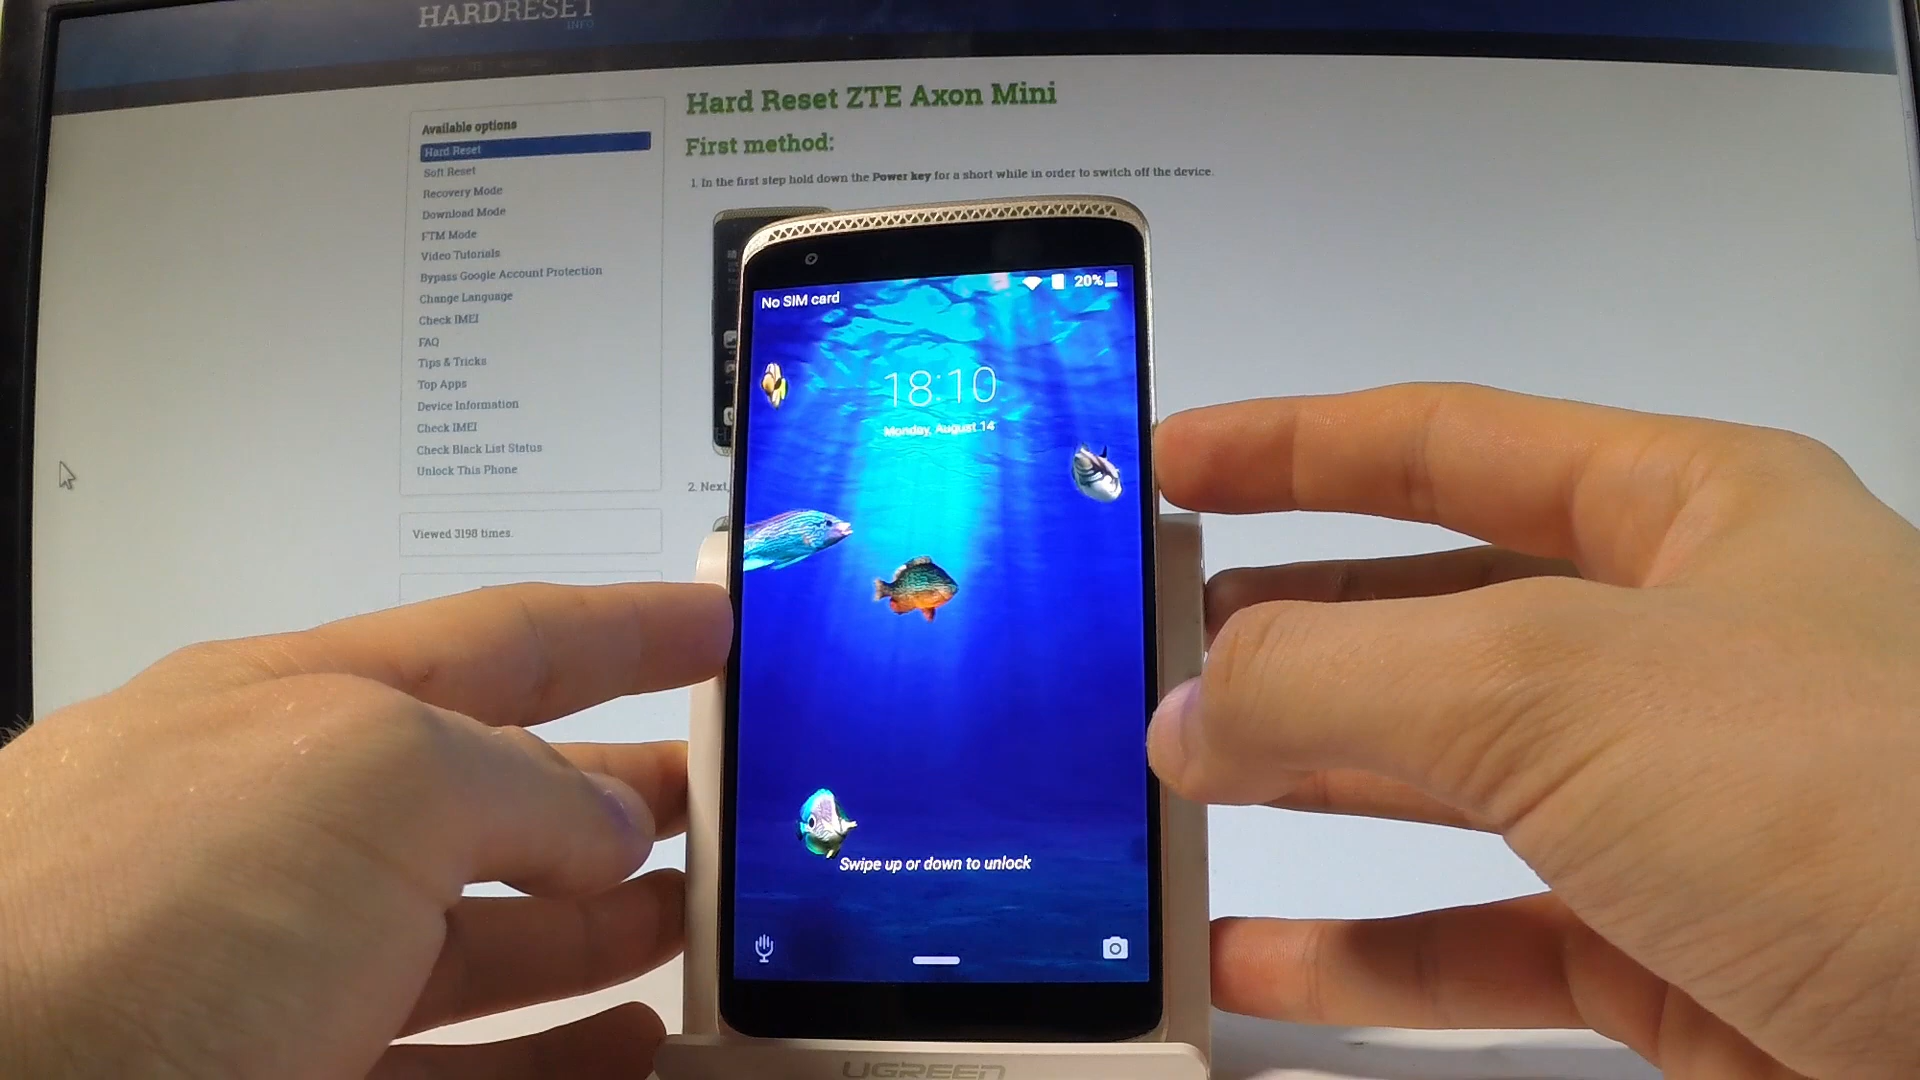 HARDRESET
INFO
Hard Reset ZTE Axon Mini
First method:
1. In the first step hold down the Power key for a short while in order to switch off the device.
Available options
Hard Reset
Soft Reset
Recovery Mode
Download Mode
FTM Mode
Video Tutorials
Bypass Google Account Protection
Change Language
Check IMEI
FAQ
Tips & Tricks
Top Apps
Device Information
Check IMEI
Check Black List Status
Unlock This Phone
Viewed 3198 times.
2. Next,
No SIM card
20%
18:10
Monday, August 14
Swipe up or down to unlock
UGREEN